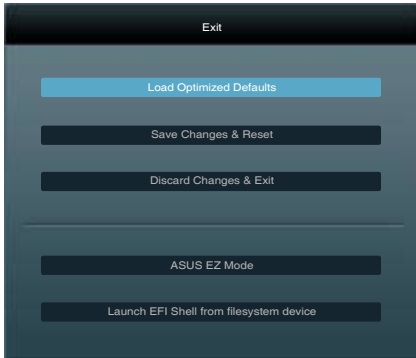 Exit
Load Optimized Defaults
Save Changes & Reset
Discard Changes & Exit
ASUS EZ Mode
Launch EFI Shell from filesystem device